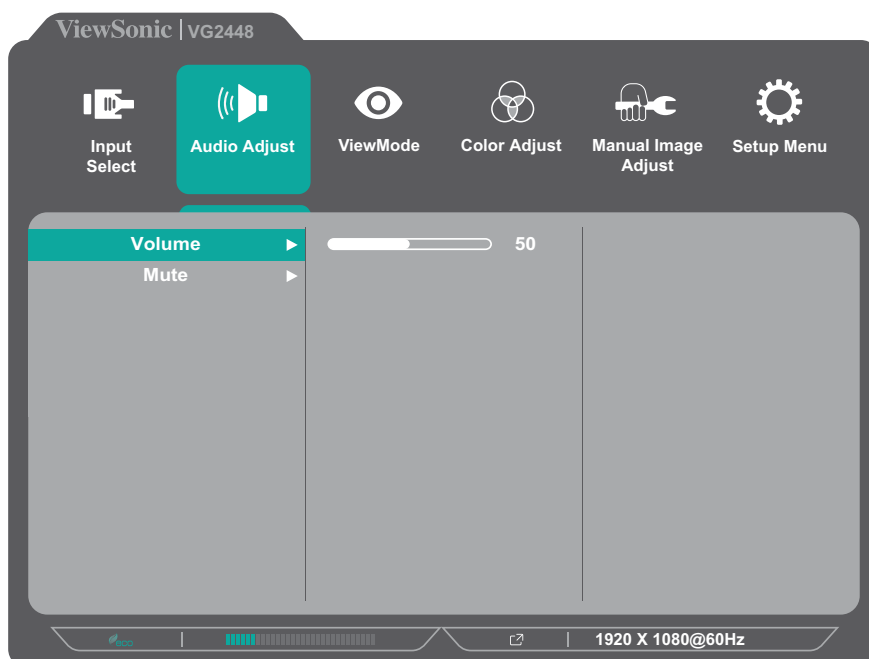 ViewSonic | VG2448
Input
Select
Audio Adjust
ViewMode
Color Adjust
Manual Image
Adjust
Setup Menu
Volume
50
Mute
eco
1920 X 1080@60Hz